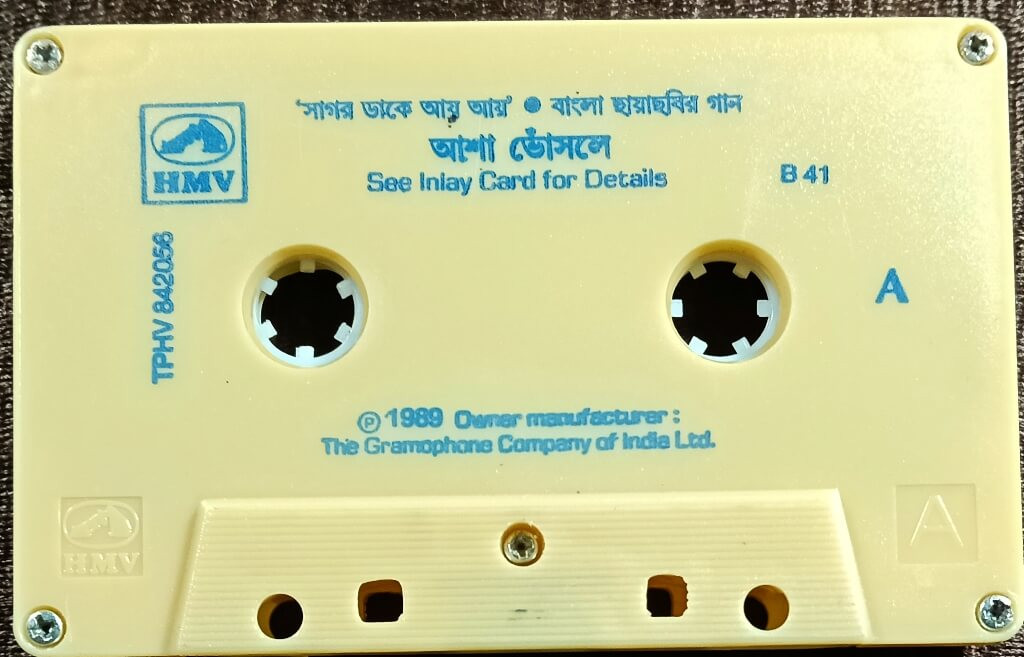 'সাগর ডাকে আয় আয়' ● বাংলা ছায়াছবির গান
আশা ভোঁসলে
See Inlay Card for Details
B 41
HMV
TPHV 842056
A
℗ 1989 Owner manufacturer :
The Gramophone Company of India Ltd.
HMV
A